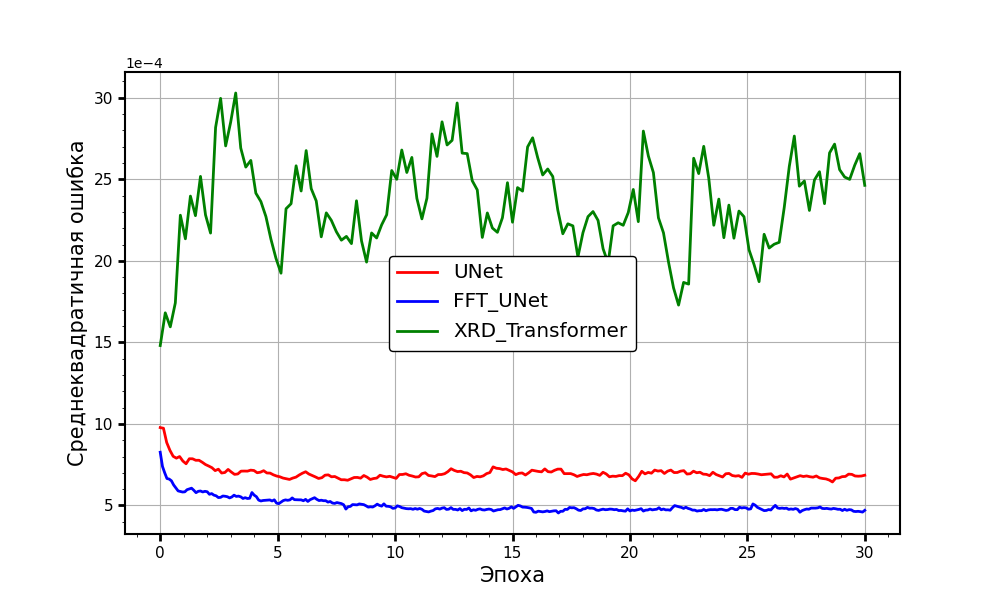 1e−4
30
25
20
15
10
5
Среднеквадратичная ошибка
UNet
FFT_UNet
XRD_Transformer
0 5 10 15 20 25 30
Эпоха